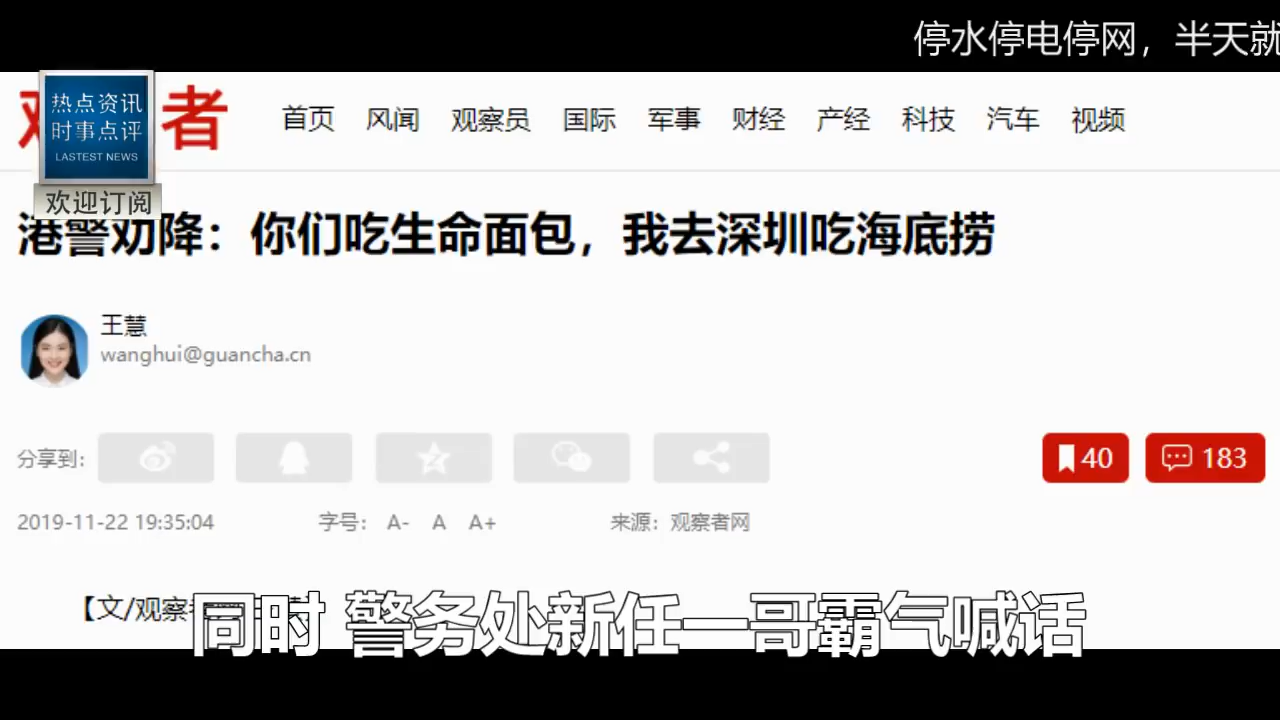 停水停电停网，半天就
热点资讯
时事点评
LASTEST NEWS
欢迎订阅
者
首页 风闻 观察员 国际 军事 财经 产经 科技 汽车 视频
港警劝降：你们吃生命面包，我去深圳吃海底捞
王慧
wanghui@guancha.cn
分享到:
40
183
2019-11-22 19:35:04 字号： A- A A+ 来源：观察者网
【文/观察
同时 警务处新任一哥霸气喊话